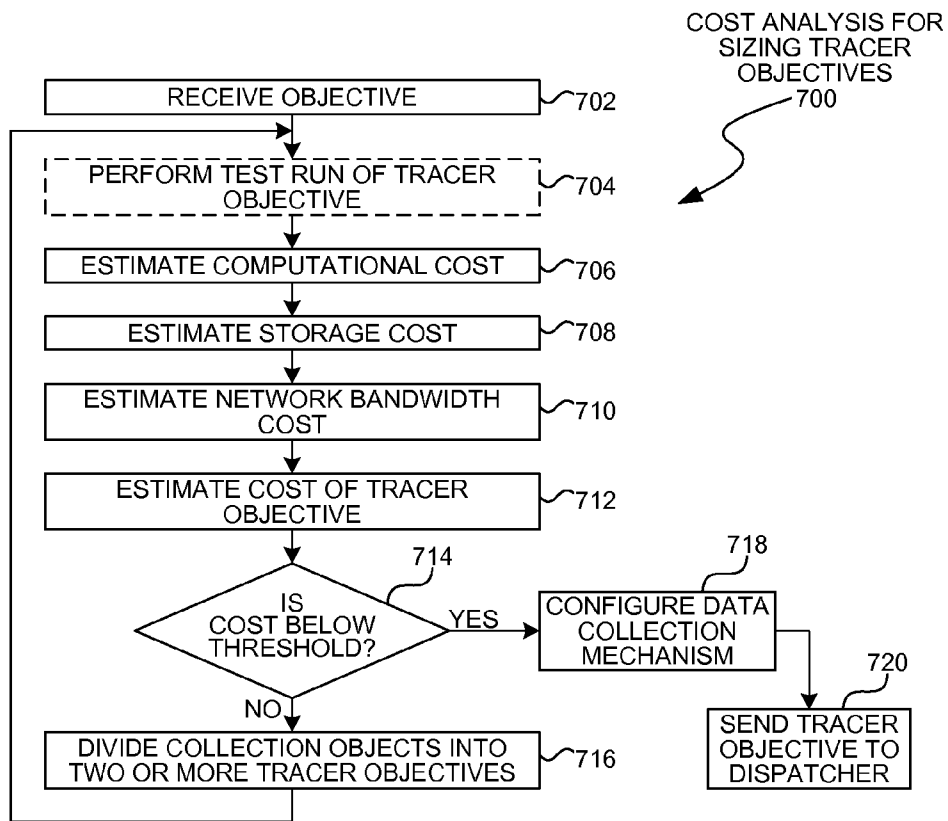 COST ANALYSIS FOR
SIZING TRACER
OBJECTIVES
700
RECEIVE OBJECTIVE
702
PERFORM TEST RUN OF TRACER
OBJECTIVE
704
ESTIMATE COMPUTATIONAL COST
706
ESTIMATE STORAGE COST
708
ESTIMATE NETWORK BANDWIDTH
COST
710
ESTIMATE COST OF TRACER
OBJECTIVE
712
IS
COST BELOW
THRESHOLD?
714
YES
NO
CONFIGURE DATA
COLLECTION
MECHANISM
718
SEND TRACER
OBJECTIVE TO
DISPATCHER
720
DIVIDE COLLECTION OBJECTS INTO
TWO OR MORE TRACER OBJECTIVES
716